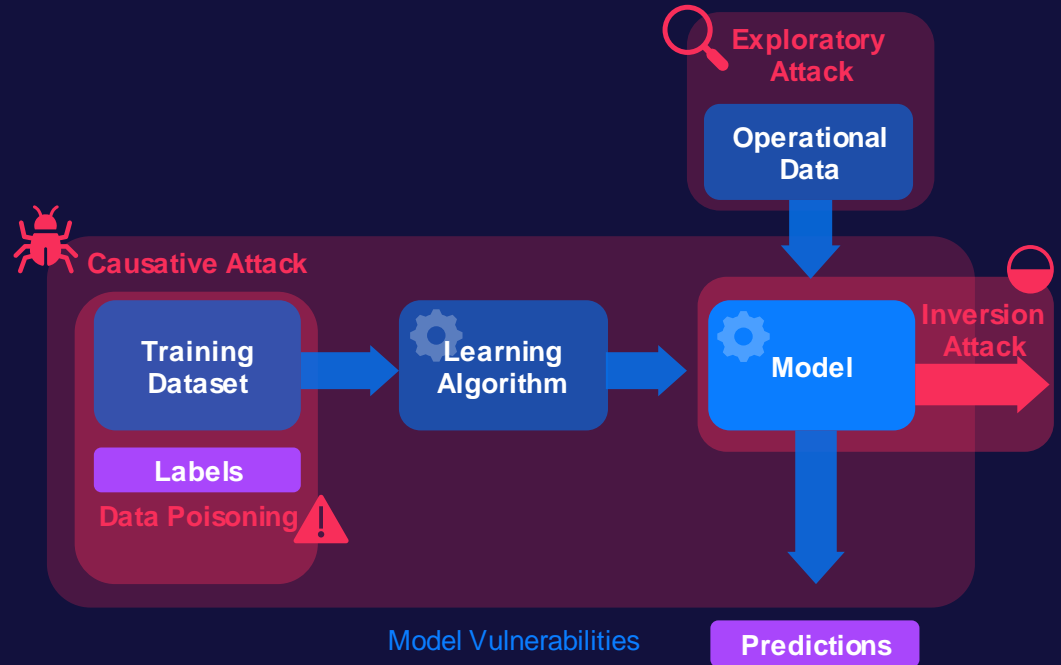 Exploratory
Attack
Operational
Data
Causative Attack
Training
Dataset
Labels
Data Poisoning
Learning
Algorithm
Model
Inversion
Attack
Model Vulnerabilities
Predictions